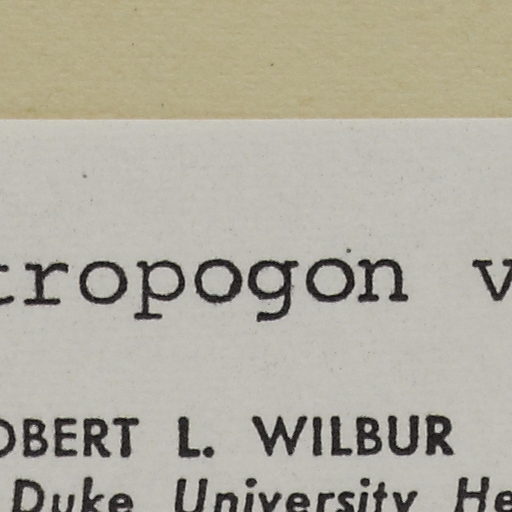 tropogon v
OBERT L. WILBUR
Duke University He